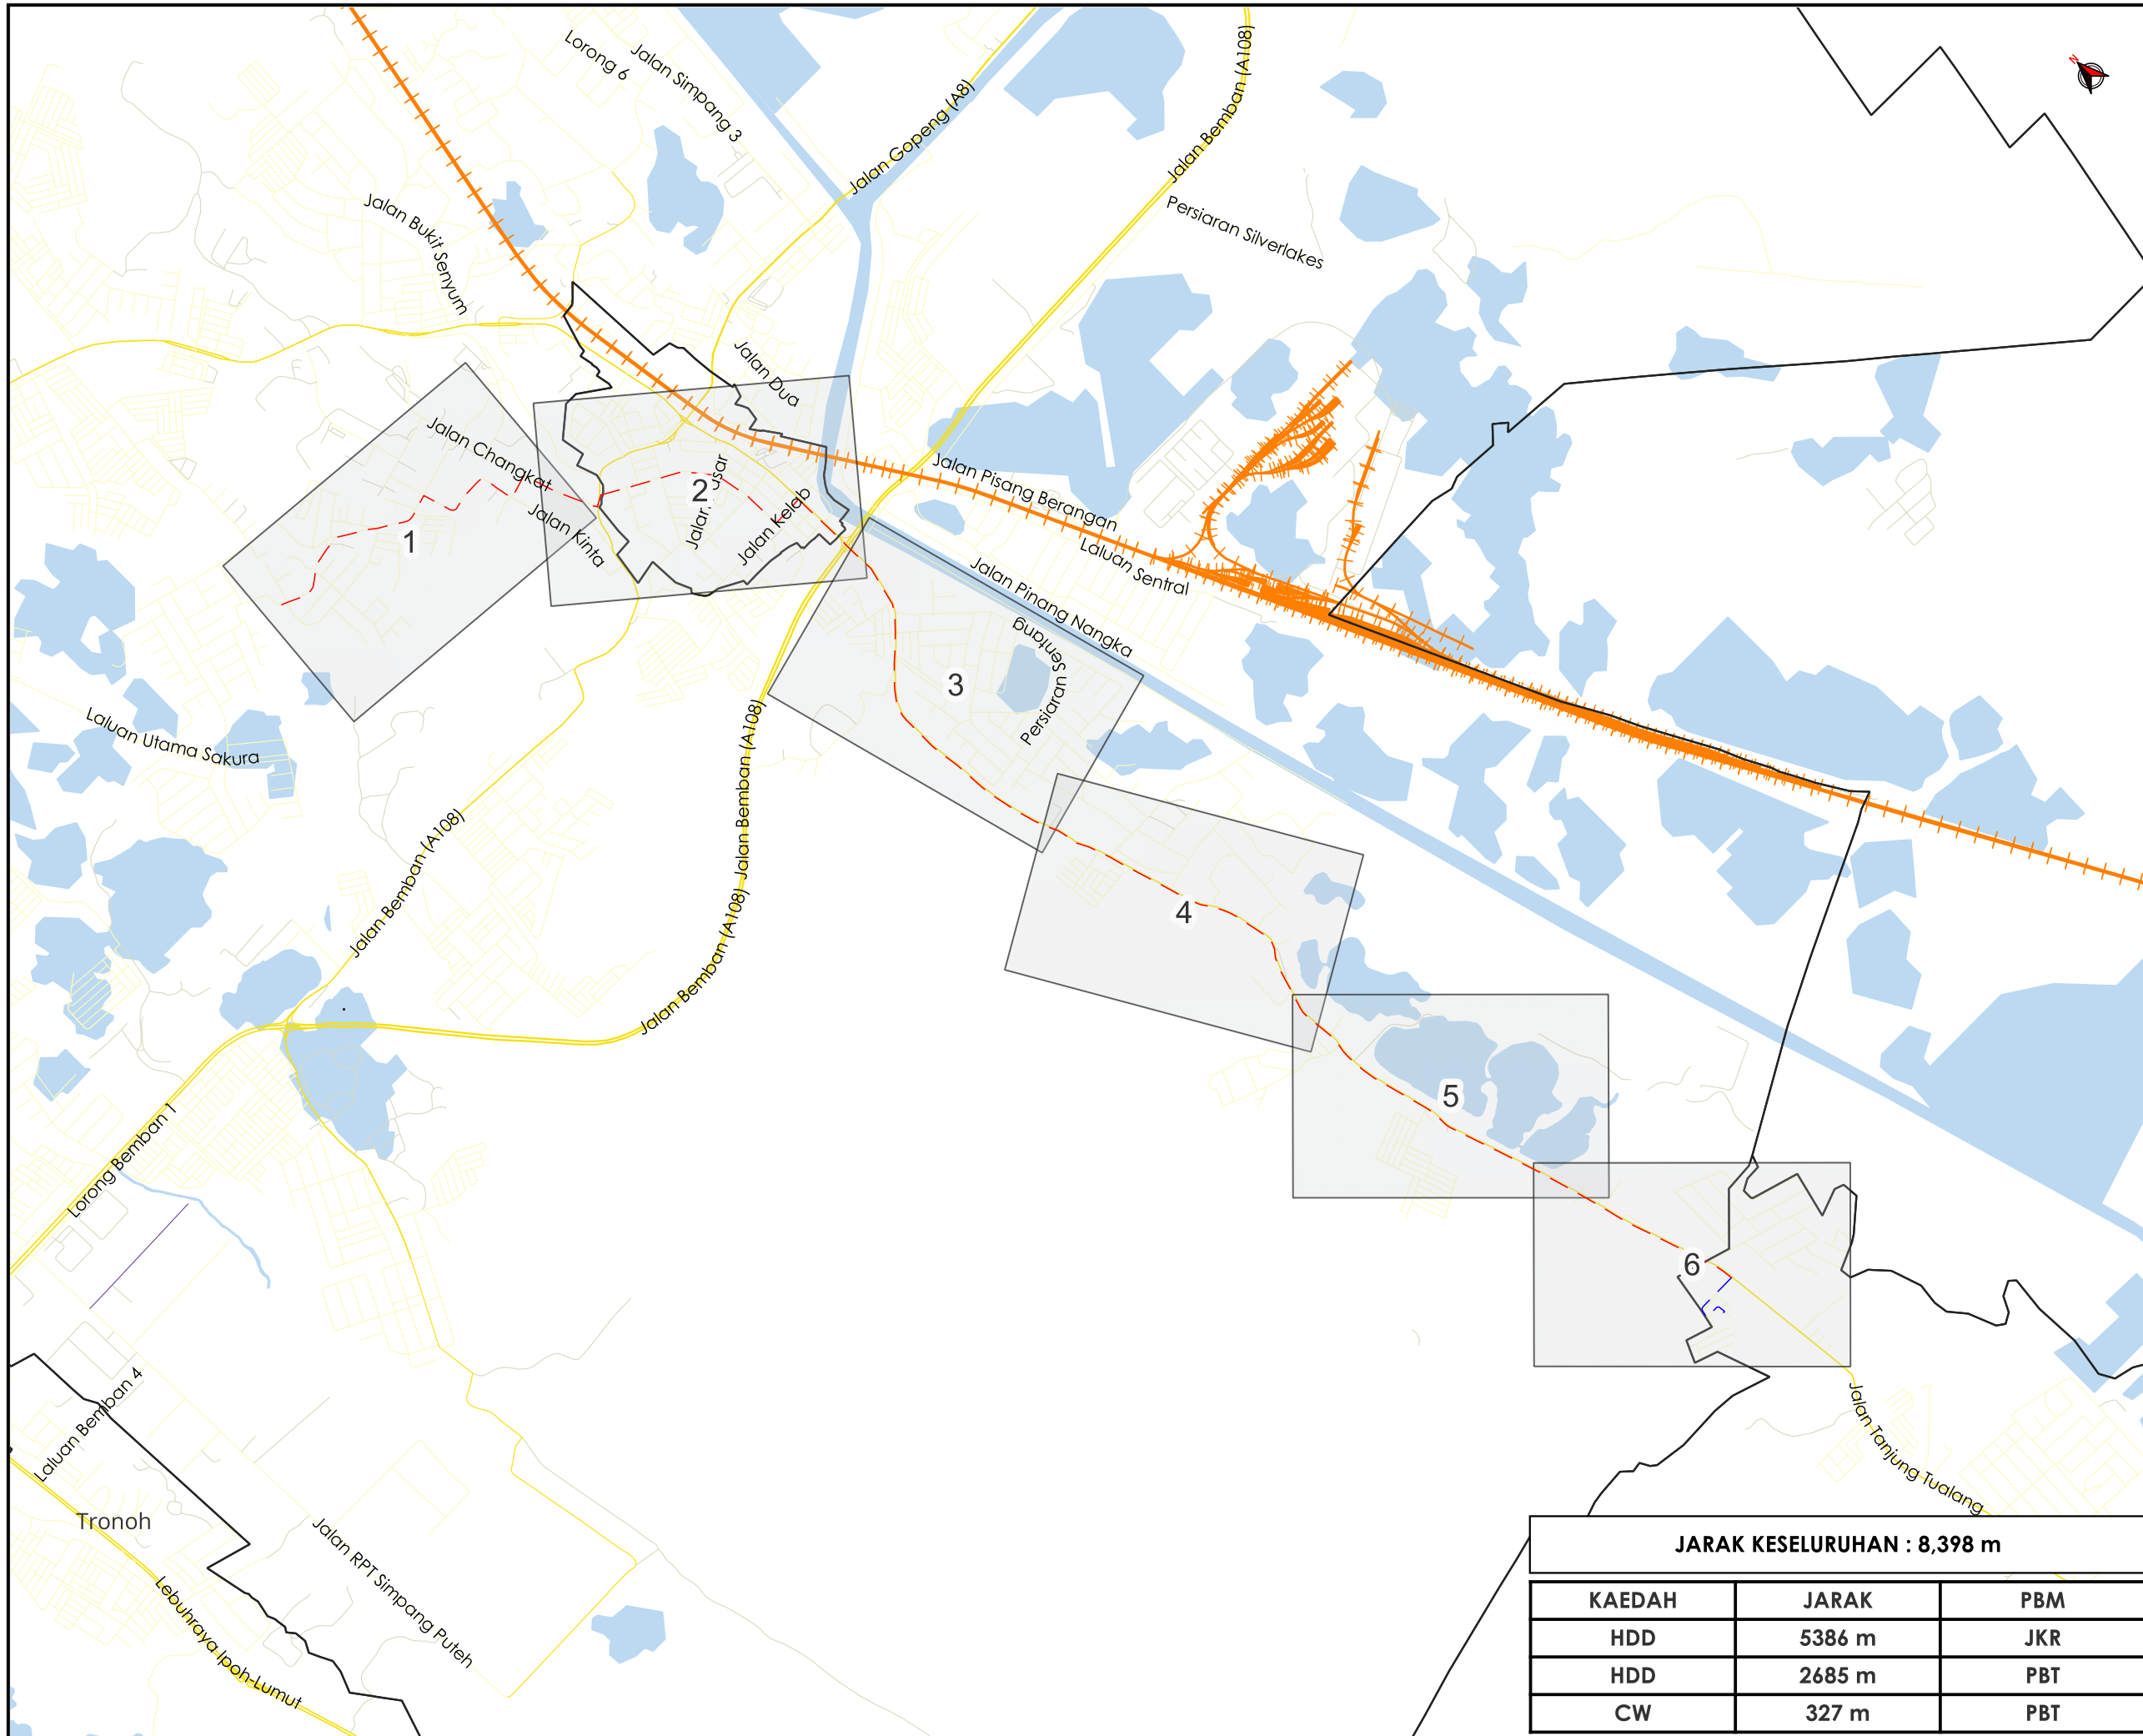 N
Lorong 6
Jalan Simpang 3
Jalan Gopeng (A8)
Jalan Bemban (A108)
Persiaran Silverlakes
Jalan Bukit Senyum
Jalan Dua
Jalan Changkat
Jalan Kinta
1
2
Jalan Kelab
Jalan Pisang Berangan
Laluan Sentral
Jalan Pinang Nangka
Persiaran Sentang
3
Laluan Utama Sakura
Jalan Bemban (A108)
Jalan Bemban (A108)
Jalan Bemban (A108)
4
5
6
Lorong Bemban 1
Laluan Bemban 4
Tronoh
Jalan RPT Simpang Puteh
Lebuhraya Ipoh-Lumut
Jalan Tanjung Tualang
JARAK KESELURUHAN : 8,398 m
KAEDAH JARAK PBM
HDD 5386 m JKR
HDD 2685 m PBT
CW 327 m PBT